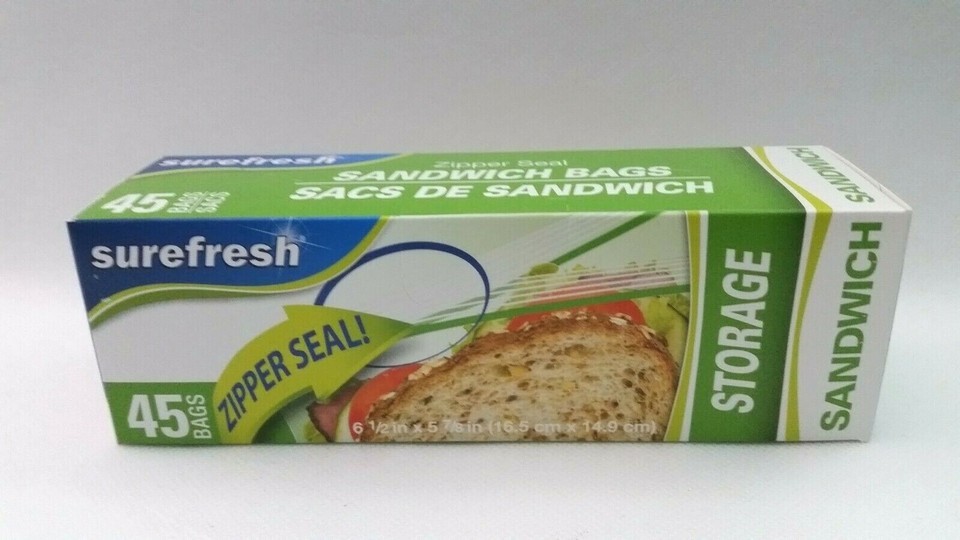 surefresh
Zipper Seal
SANDWICH BAGS
SACS DE SANDWICH
45 BAGS
SACS
SANDWICH
surefresh
ZIPPER SEAL!
45 BAGS
6 1/2 in x 5 7/8 in (16.5 cm x 14.9 cm)
STORAGE
SANDWICH